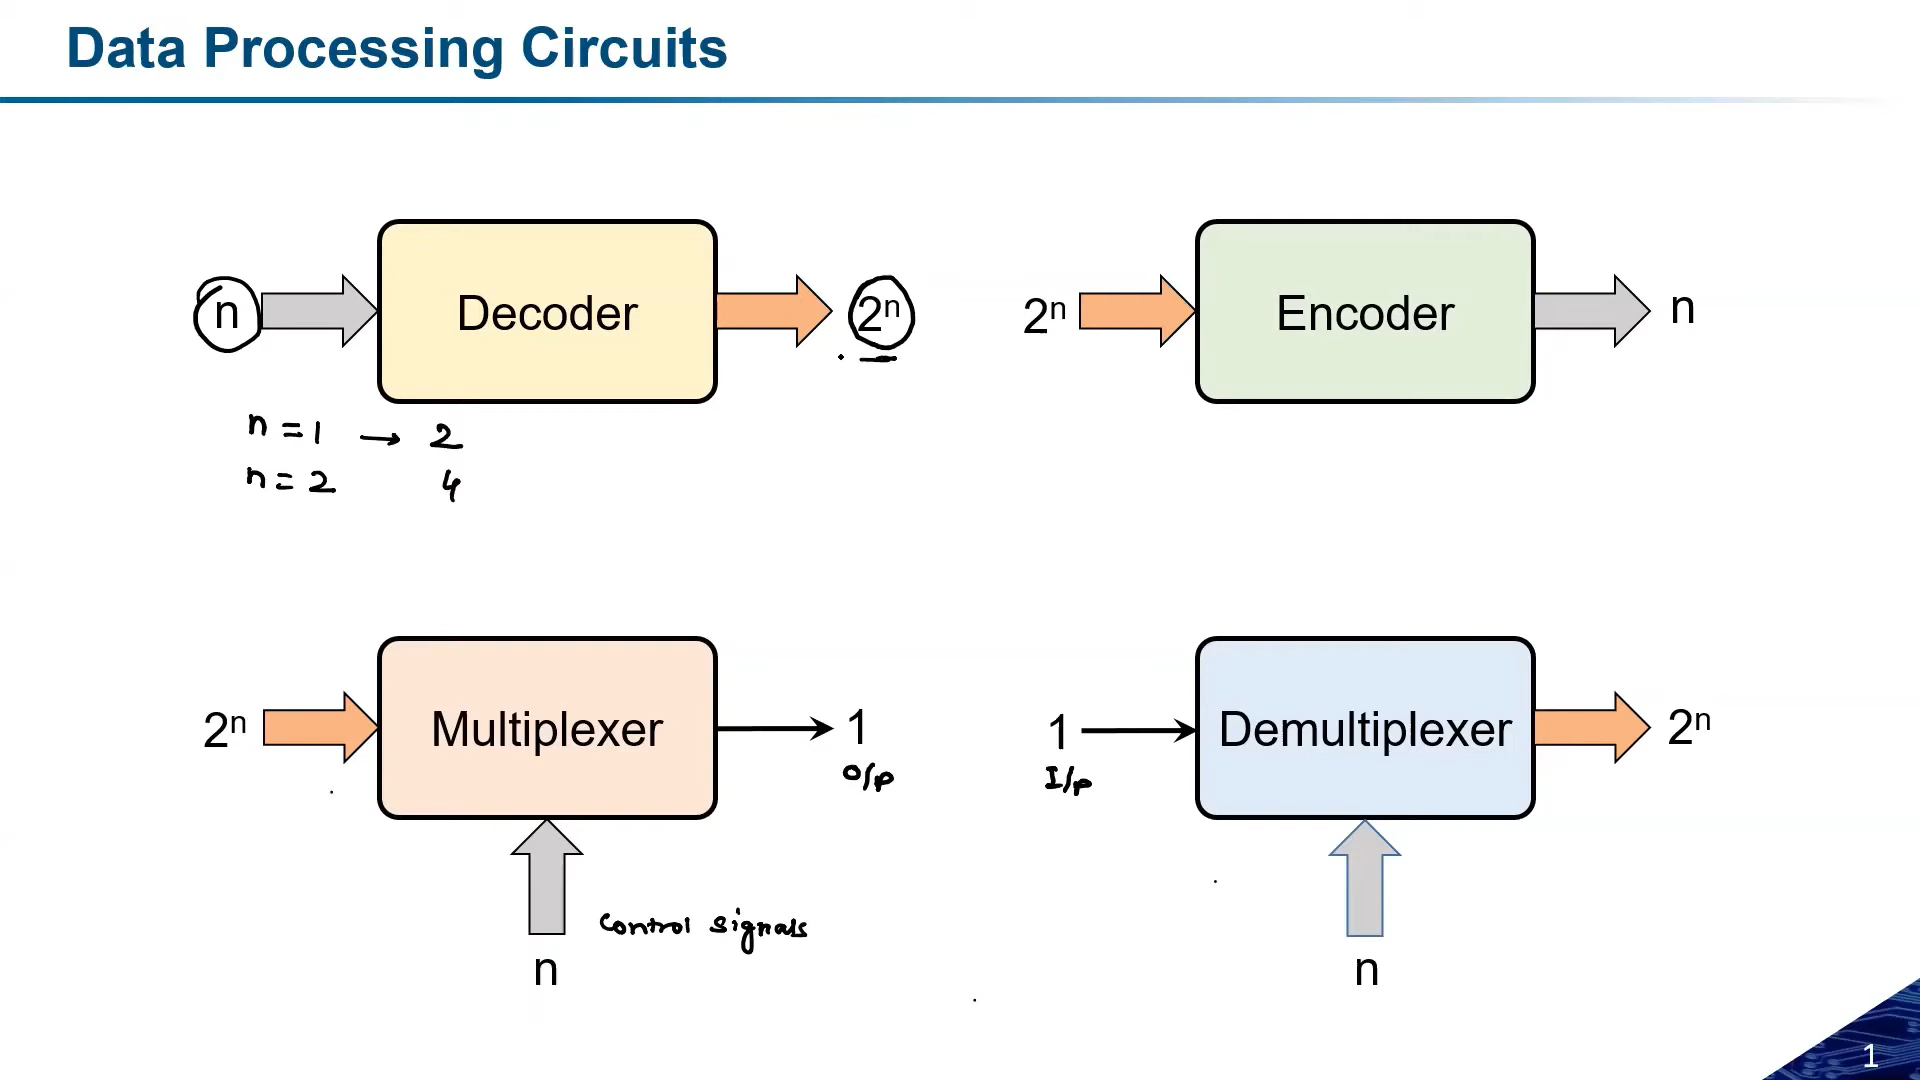 Data Processing Circuits
n
Decoder
2ⁿ
2ⁿ
Encoder
n
n = 1 → 2
n = 2 4
2ⁿ
Multiplexer
1
O/p
1
I/p
Demultiplexer
2ⁿ
Control signals
n
n
1